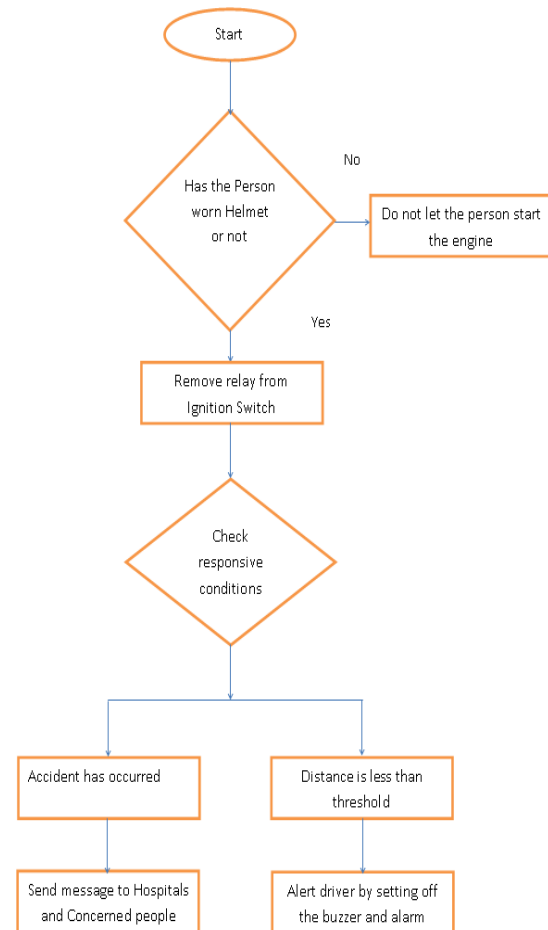 Start
Has the Person
worn Helmet
or not
No
Do not let the person start
the engine
Yes
Remove relay from
Ignition Switch
Check
responsive
conditions
Accident has occurred
Distance is less than
threshold
Send message to Hospitals
and Concerned people
Alert driver by setting off
the buzzer and alarm